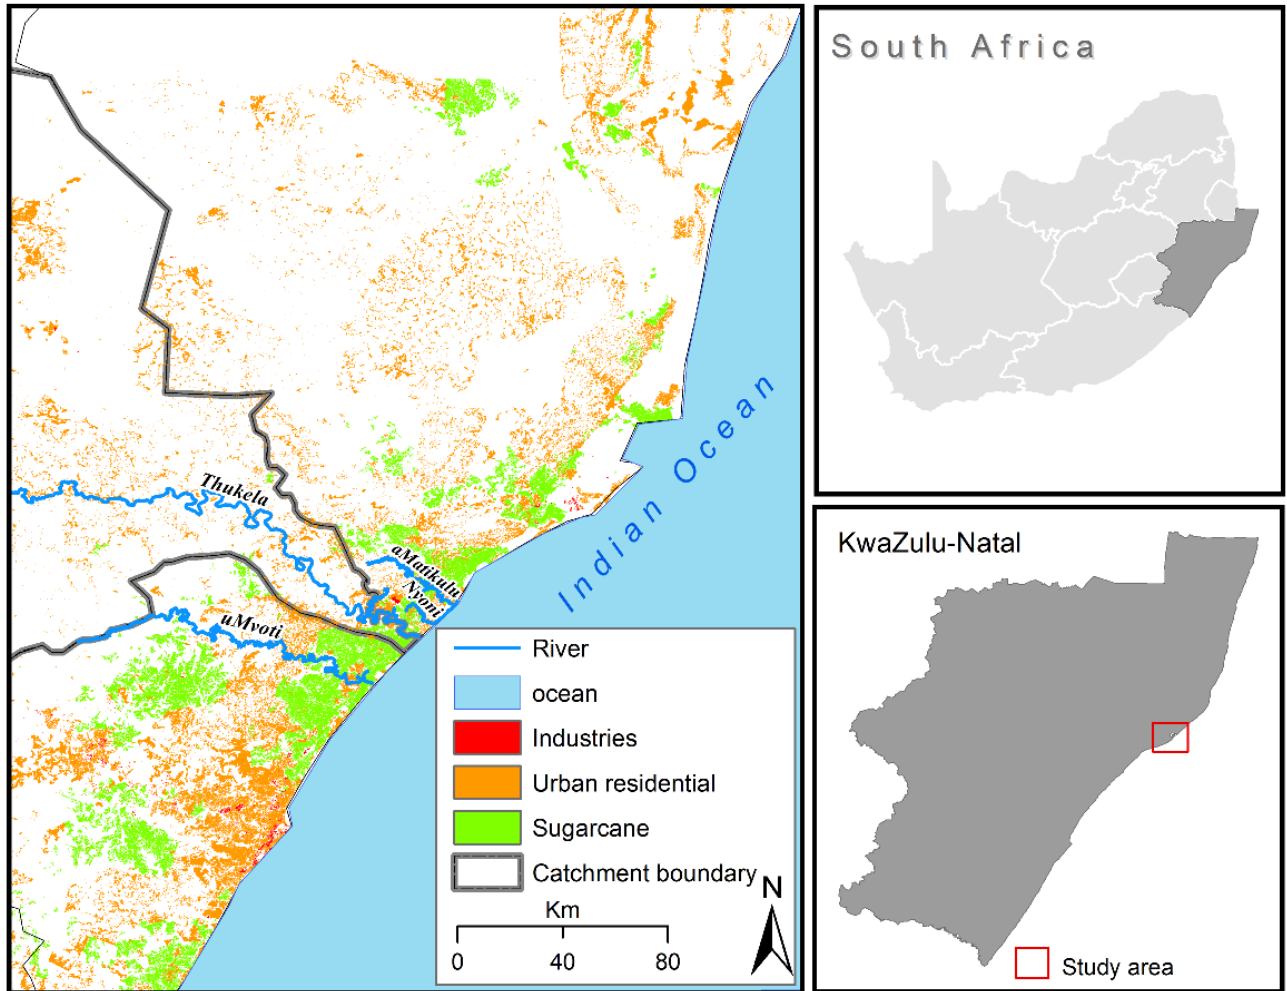 Thukela
aMatikulu
Nyoni
uMvoti
Indian Ocean
River
ocean
Industries
Urban residential
Sugarcane
Catchment boundary
Km
0 40 80
N
South Africa
KwaZulu-Natal
Study area